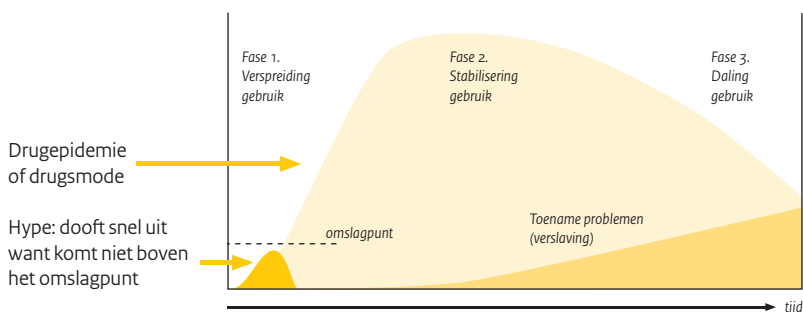 Fase 1.
Verspreiding
gebruik
Fase 2.
Stabilisering
gebruik
Fase 3.
Daling
gebruik
Drugepidemie
of drugsmode
Hype: dooft snel uit
want komt niet boven
het omslagpunt
omslagpunt
Toename problemen
(verslaving)
tijd